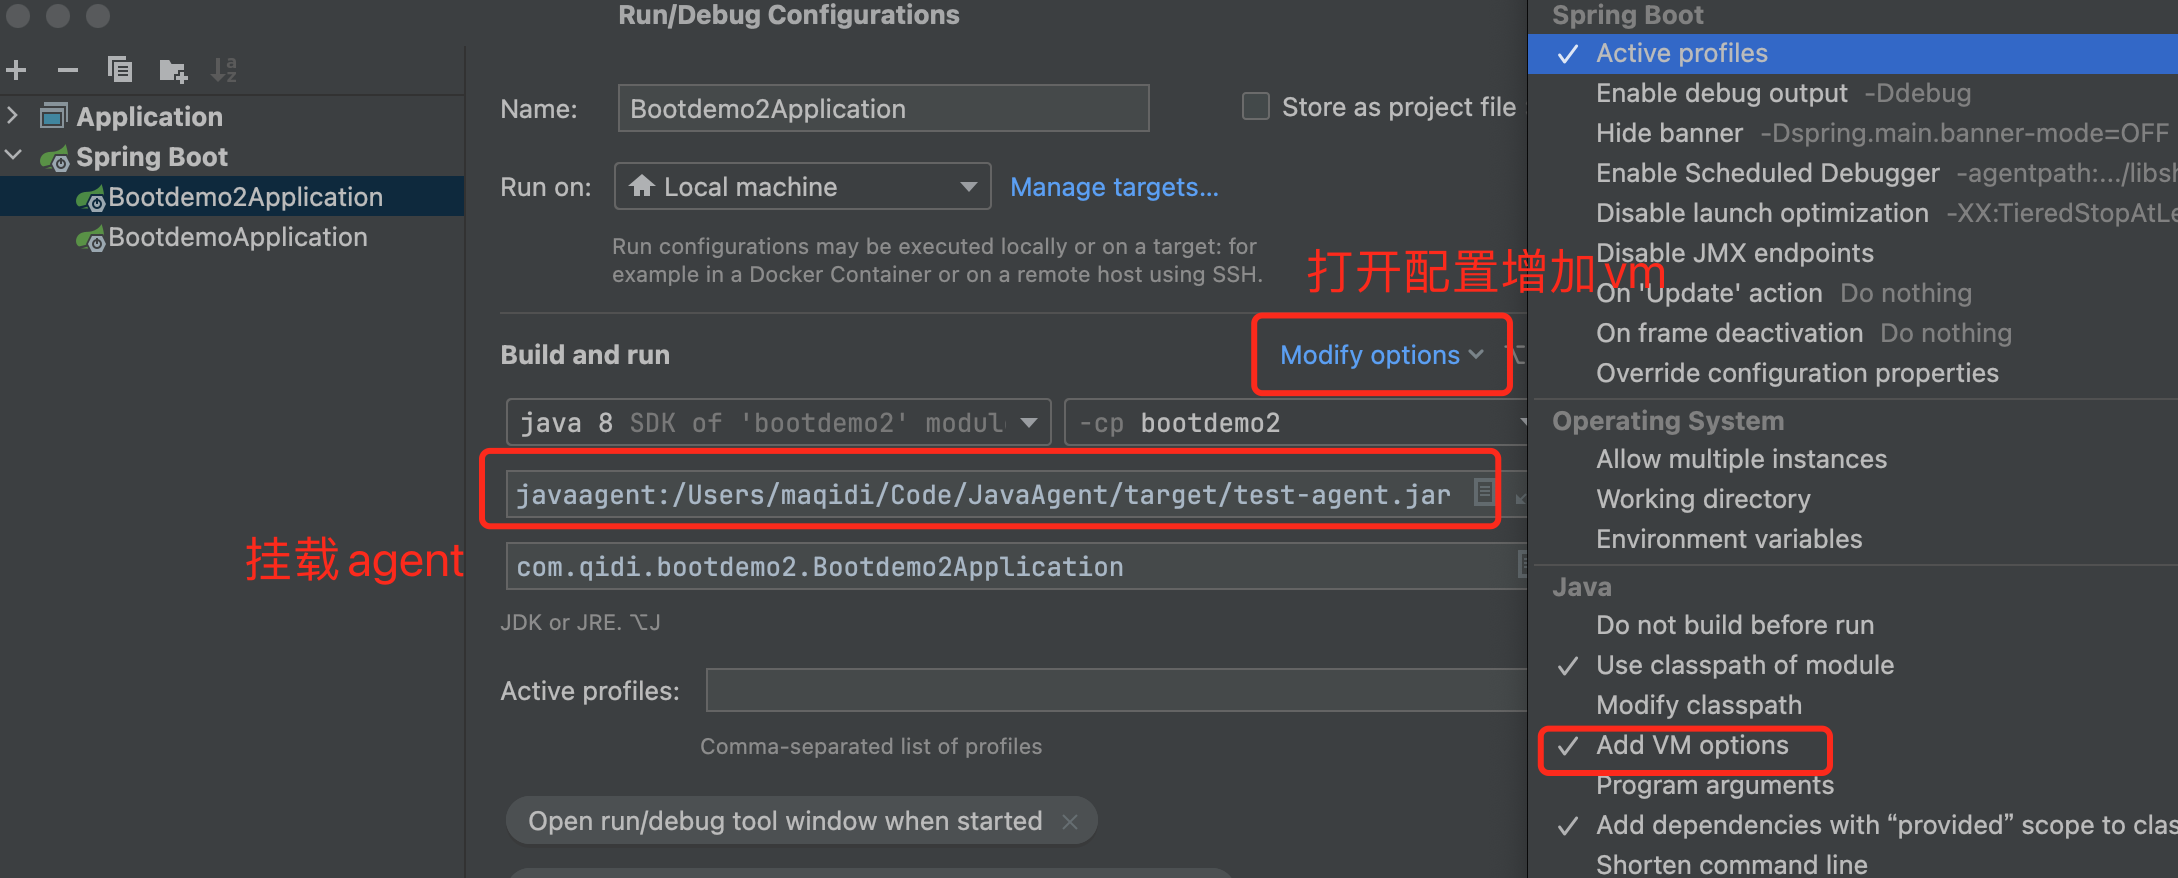 Run/Debug Configurations
Application
Spring Boot
Bootdemo2Application
BootdemoApplication
Name:
Bootdemo2Application
Store as project file
Run on:
Local machine
Manage targets...
Run configurations may be executed locally or on a target: for
example in a Docker Container or on a remote host using SSH.
打开配置增加vm
Build and run
Modify options
java 8 SDK of 'bootdemo2' modul
-cp bootdemo2
javaagent:/Users/maqidi/Code/JavaAgent/target/test-agent.jar
挂载agent
com.qidi.bootdemo2.Bootdemo2Application
JDK or JRE. ⌥J
Active profiles:
Comma-separated list of profiles
Open run/debug tool window when started
Spring Boot
Active profiles
Enable debug output -Ddebug
Hide banner -Dspring.main.banner-mode=OFF
Enable Scheduled Debugger -agentpath:.../libsh
Disable launch optimization -XX:TieredStopAtLe
Disable JMX endpoints
On 'Update' action Do nothing
On frame deactivation Do nothing
Override configuration properties
Operating System
Allow multiple instances
Working directory
Environment variables
Java
Do not build before run
Use classpath of module
Modify classpath
Add VM options
Program arguments
Add dependencies with “provided” scope to clas
Shorten command line